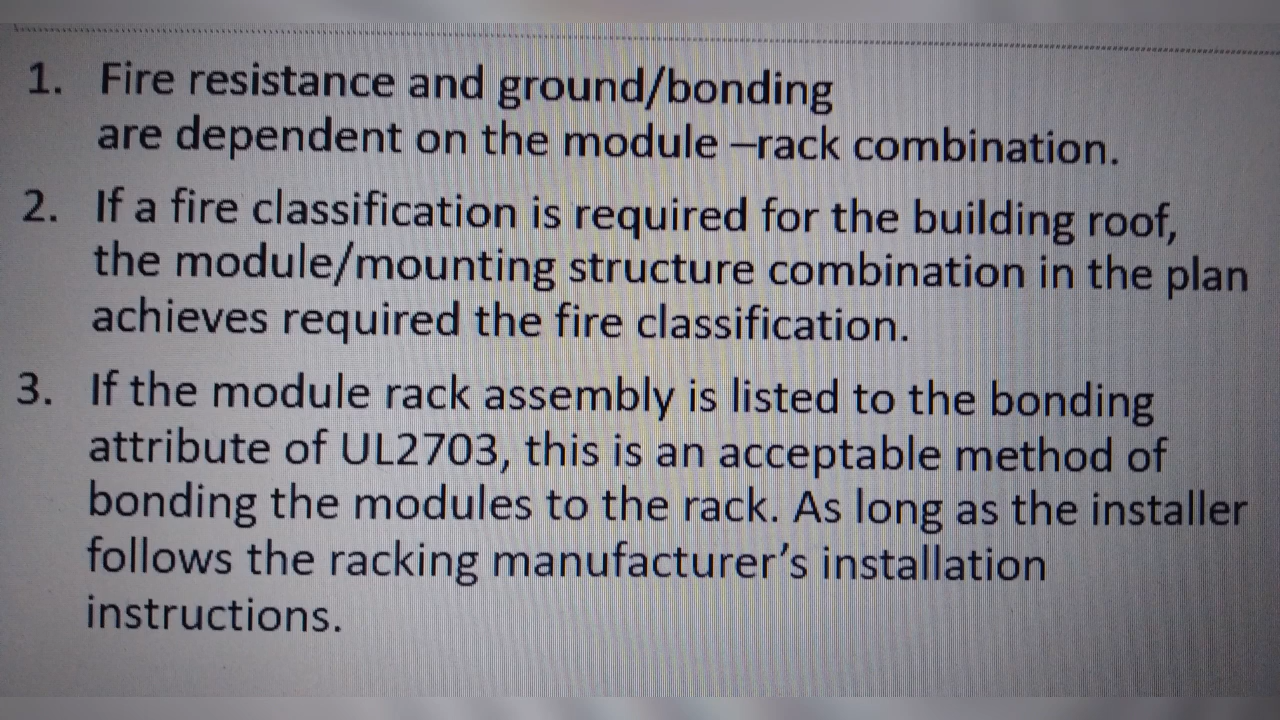 1. Fire resistance and ground/bonding
are dependent on the module –rack combination.
2. If a fire classification is required for the building roof,
the module/mounting structure combination in the plan
achieves required the fire classification.
3. If the module rack assembly is listed to the bonding
attribute of UL2703, this is an acceptable method of
bonding the modules to the rack. As long as the installer
follows the racking manufacturer’s installation
instructions.